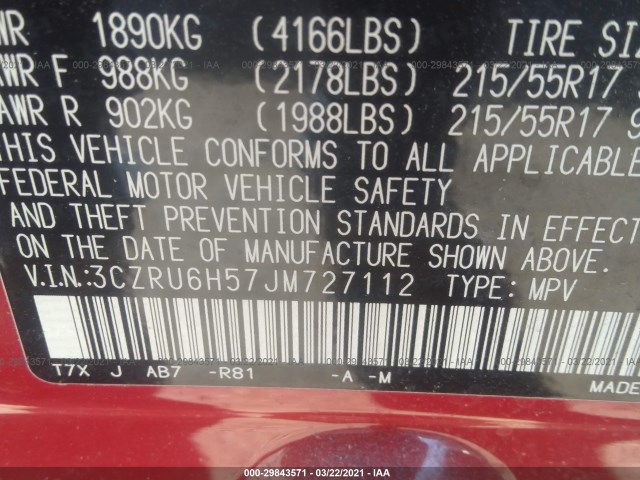 WR 1890KG (4166LBS) TIRE SI
WR F 988KG (2178LBS) 215/55R17
AWR R 902KG (1988LBS) 215/55R17 S
THIS VEHICLE CONFORMS TO ALL APPLICABLE
FEDERAL MOTOR VEHICLE SAFETY
AND THEFT PREVENTION STANDARDS IN EFFECT
ON THE DATE OF MANUFACTURE SHOWN ABOVE.
V.I.N.:3CZRU6H57JM727112 TYPE: MPV
T7X J AB7 -R81 -A -M
MADE
000-29843571 - 03/22/2021 - IAA